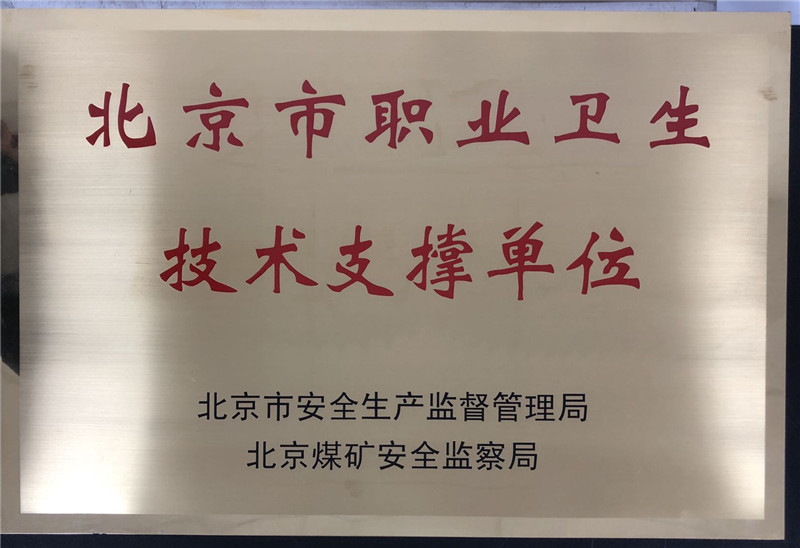 北京市职业卫生
技术支撑单位
北京市安全生产监督管理局
北京煤矿安全监察局